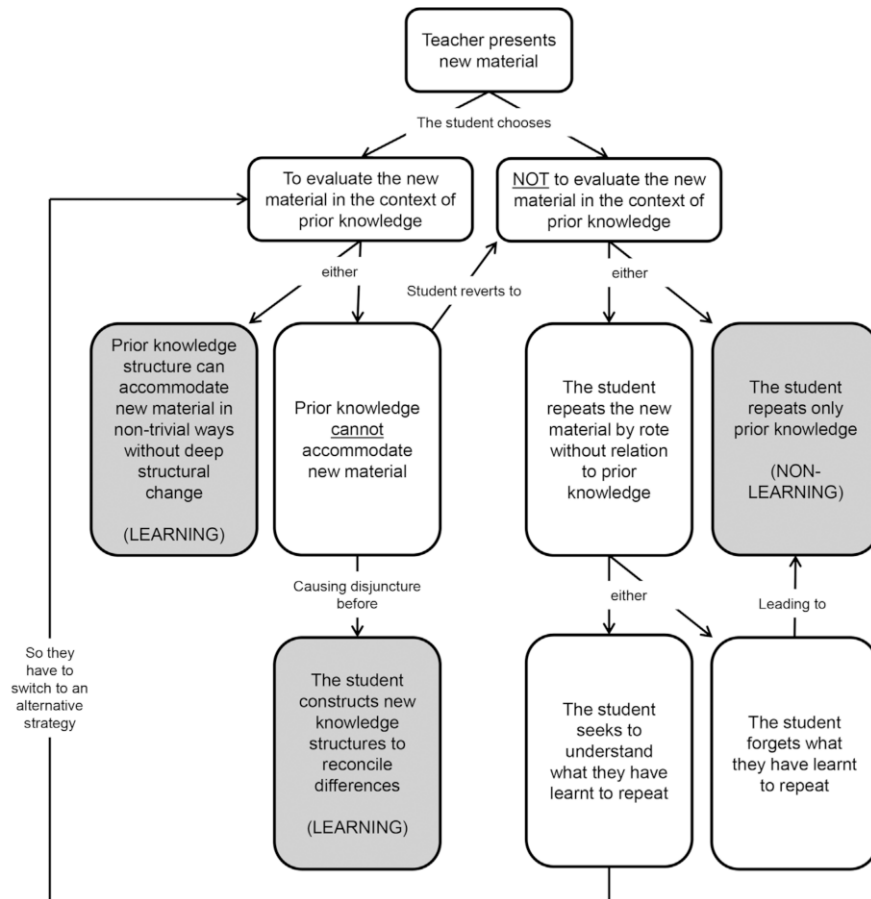 Teacher presents
new material
The student chooses
To evaluate the new
material in the context of
prior knowledge
NOT to evaluate the new
material in the context of
prior knowledge
either
Student reverts to
either
Prior knowledge
structure can
accommodate
new material in
non-trivial ways
without deep
structural
change
(LEARNING)
Prior knowledge
cannot
accommodate
new material
The student
repeats the new
material by rote
without relation
to prior
knowledge
The student
repeats only
prior knowledge
(NON-
LEARNING)
Causing disjuncture
before
either
Leading to
So they
have to
switch to an
alternative
strategy
The student
constructs new
knowledge
structures to
reconcile
differences
(LEARNING)
The student
seeks to
understand
what they have
learnt to repeat
The student
forgets what
they have learnt
to repeat